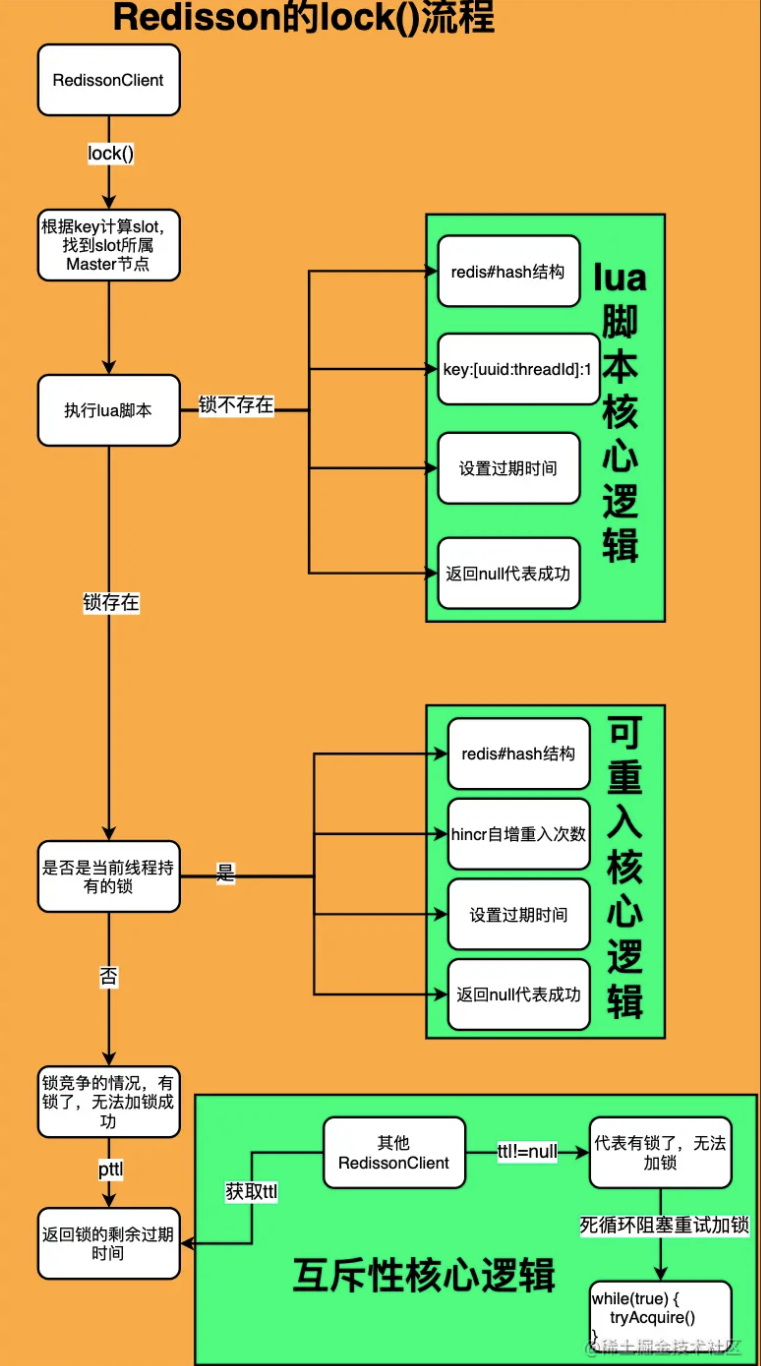 Redisson的lock()流程
RedissonClient
lock()
根据key计算slot,
找到slot所属
Master节点
执行lua脚本
锁不存在
redis#hash结构
key:[uuid:threadId]:1
设置过期时间
返回null代表成功
lua
脚
本
核
心
逻
辑
锁存在
是否是当前线程持
有的锁
是
redis#hash结构
hincr自增重入次数
设置过期时间
返回null代表成功
可
重
入
核
心
逻
辑
否
锁竞争的情况，有
锁了，无法加锁成
功
pttl
返回锁的剩余过期
时间
获取ttl
其他
RedissonClient
ttl!=null
代表有锁了，无法
加锁
死循环阻塞重试加锁
while(true) {
tryAcquire()
}
互斥性核心逻辑
@稀土掘金技术社区